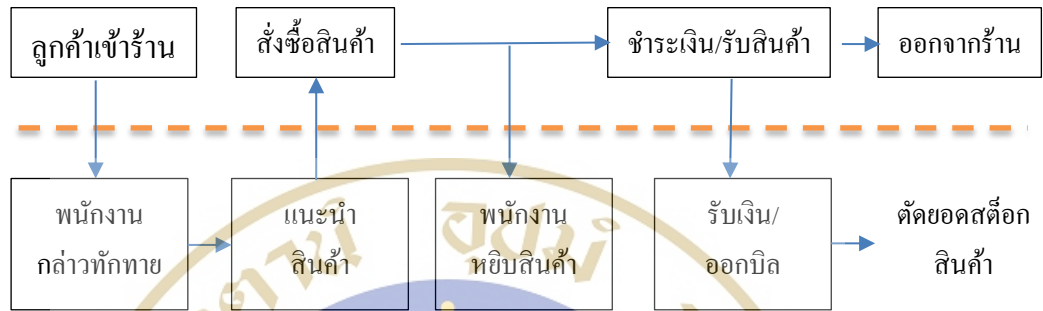 ลูกค้าเข้าร้าน
สั่งซื้อสินค้า
ชำระเงิน/รับสินค้า
ออกจากร้าน
พนักงาน
กล่าวทักทาย
แนะนำ
สินค้า
พนักงาน
หยิบสินค้า
รับเงิน/
ออกบิล
ตัดยอดสต็อก
สินค้า